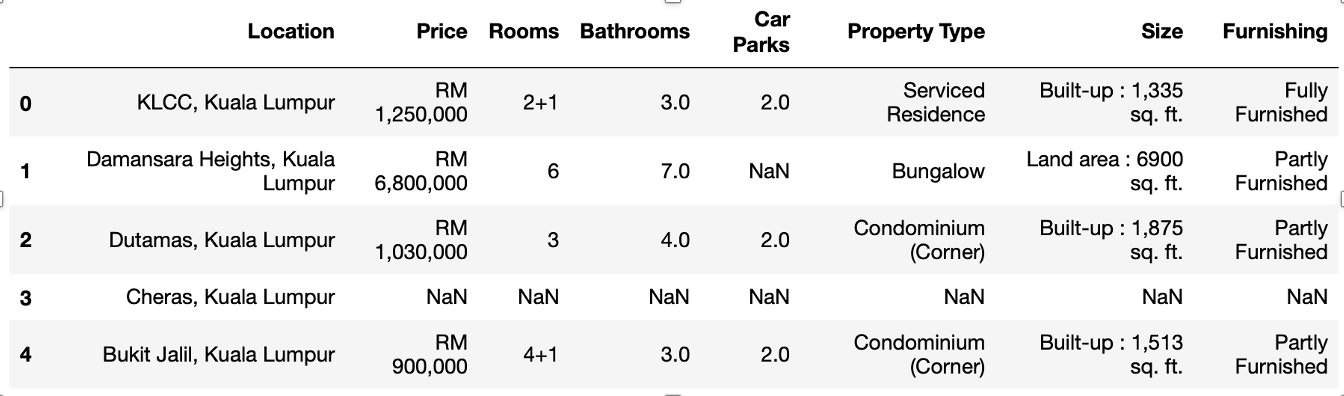 Location Price Rooms Bathrooms Car Parks Property Type Size Furnishing
0 KLCC, Kuala Lumpur RM 1,250,000 2+1 3.0 2.0 Serviced Residence Built-up : 1,335 sq. ft. Fully Furnished
1 Damansara Heights, Kuala Lumpur RM 6,800,000 6 7.0 NaN Bungalow Land area : 6900 sq. ft. Partly Furnished
2 Dutamas, Kuala Lumpur RM 1,030,000 3 4.0 2.0 Condominium (Corner) Built-up : 1,875 sq. ft. Partly Furnished
3 Cheras, Kuala Lumpur NaN NaN NaN NaN NaN NaN NaN
4 Bukit Jalil, Kuala Lumpur RM 900,000 4+1 3.0 2.0 Condominium (Corner) Built-up : 1,513 sq. ft. Partly Furnished